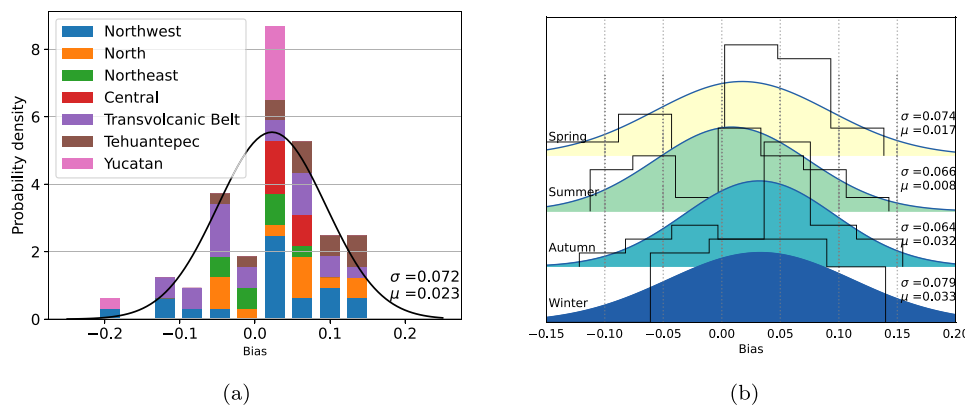 Northwest
North
Northeast
Central
Transvolcanic Belt
Tehuantepec
Yucatan
Probability density
8
6
4
2
0
−0.2
−0.1
0.0
0.1
0.2
Bias
σ =0.072
μ =0.023
(a)
Spring
σ =0.074
μ =0.017
Summer
σ =0.066
μ =0.008
Autumn
σ =0.064
μ =0.032
Winter
σ =0.079
μ =0.033
−0.15
−0.10
−0.05
0.00
0.05
0.10
0.15
0.20
Bias
(b)